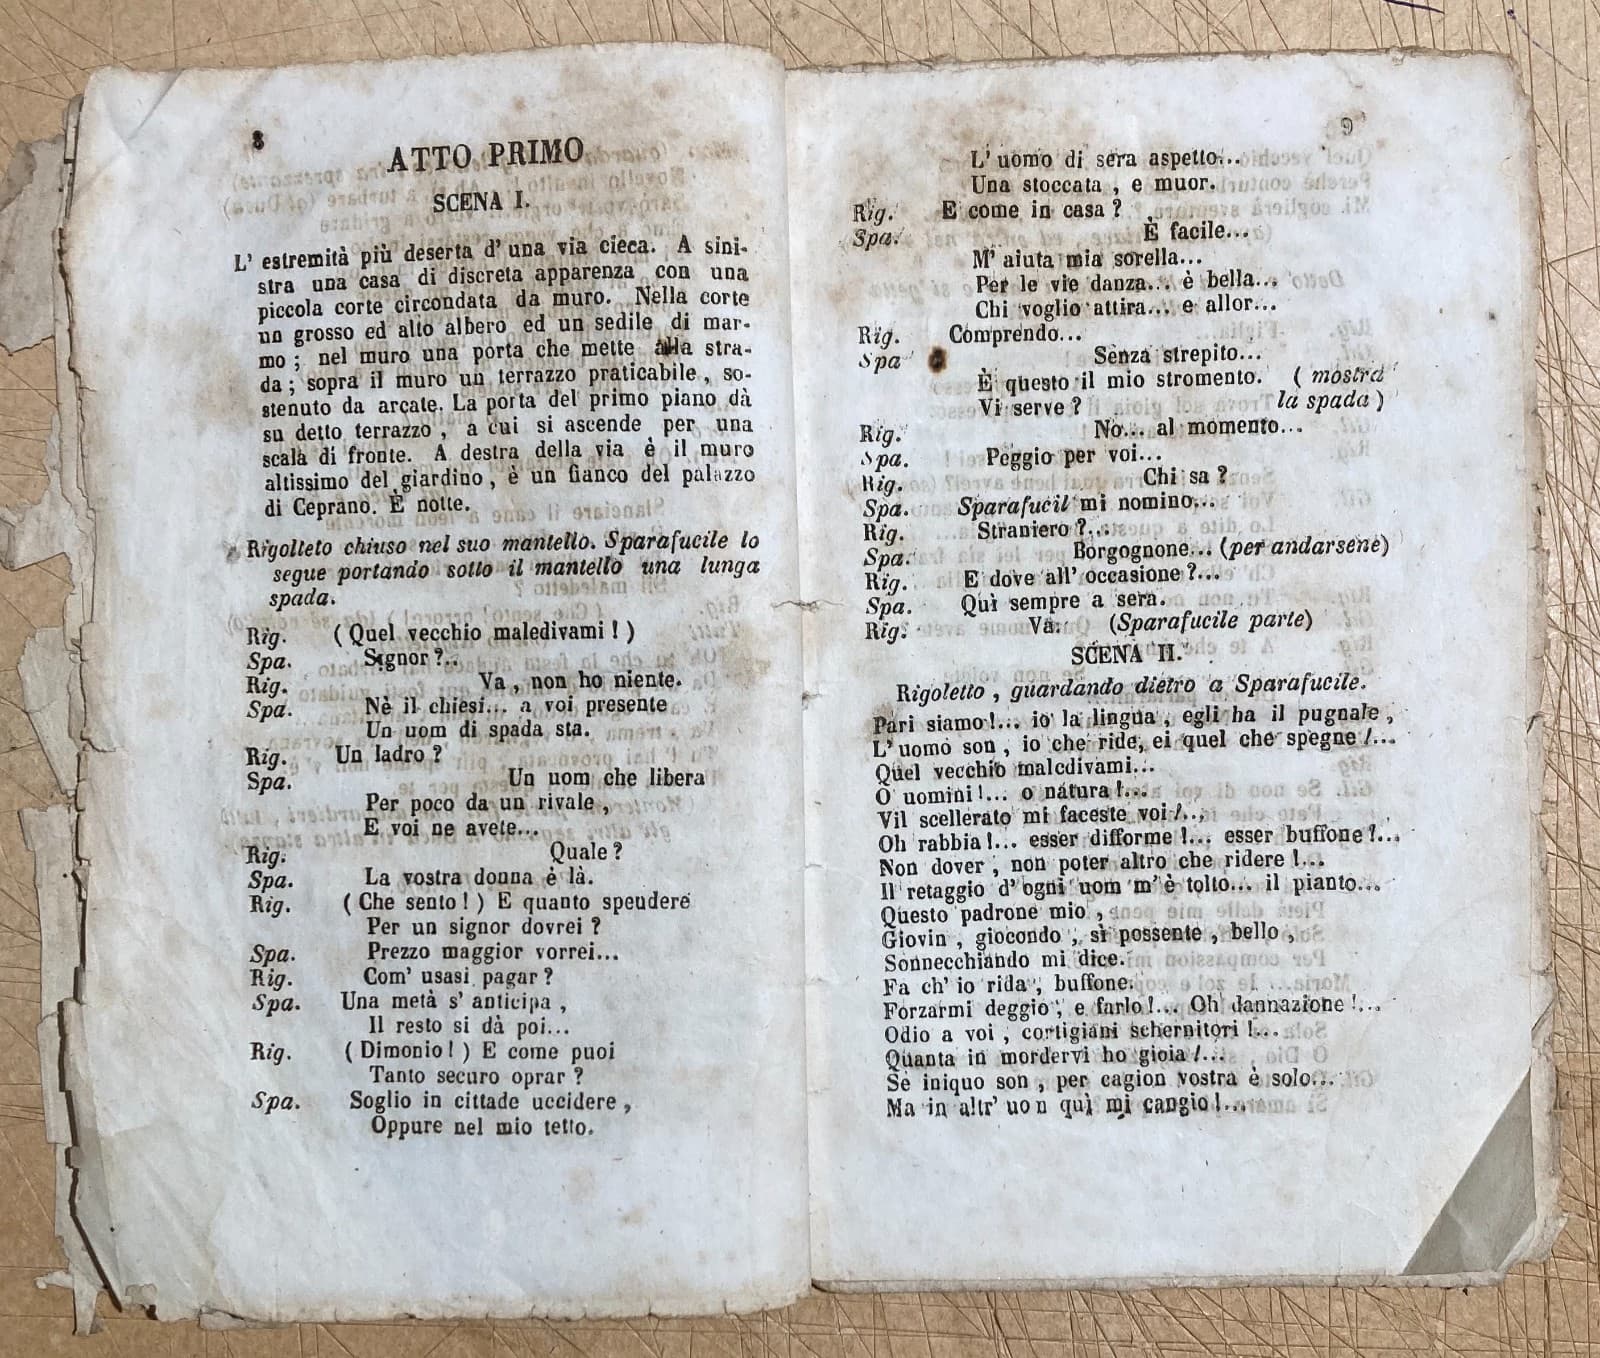 8
ATTO PRIMO
SCENA I.
L' estremità più deserta d' una via cieca. A sini-
stra una casa di discreta apparenza con una
piccola corte circondata da muro. Nella corte
un grosso ed alto albero ed un sedile di mar-
mo ; nel muro una porta che mette alla stra-
da ; sopra il muro un terrazzo praticabile , so-
stenuto da arcate. La porta del primo piano dà
su detto terrazzo , a cui si ascende per una
scala di fronte. A destra della via è il muro
altissimo del giardino , è un fianco del palazzo
di Ceprano. È notte.
Rigolleto chiuso nel suo mantello. Sparafucile lo
segue portando sotto il mantello una lunga
spada.
Rig. ( Quel vecchio maledivami ! )
Spa. Signor ?..
Rig. Va , non ho niente.
Spa. Nè il chiesi... a voi presente
Un uom di spada sta.
Rig. Un ladro ?
Spa. Un uom che libera
Per poco da un rivale ,
E voi ne avete...
Rig. Quale ?
Spa. La vostra donna è là.
Rig. ( Che sento ! ) E quanto spendere
Per un signor dovrei ?
Spa. Prezzo maggior vorrei...
Rig. Com' usasi pagar ?
Spa. Una metà s' anticipa ,
Il resto si dà poi...
Rig. ( Dimonio ! ) E come puoi
Tanto securo oprar ?
Spa. Soglio in cittade uccidere ,
Oppure nel mio tetto.
9
L' uomo di sera aspetto...
Una stoccata , e muor.
Rig. E come in casa ?
Spa. È facile...
M' aiuta mia sorella...
Per le vie danza... è bella...
Chi voglio attira... e allor...
Rig. Comprendo...
Spa Senza strepito...
È questo il mio stromento. ( mostra
Vi serve ? la spada )
Rig. No... al momento...
Spa. Peggio per voi...
Rig. Chi sa ?
Spa. Sparafucil mi nomino...
Rig. Straniero ?...
Spa. Borgognone... (per andarsene)
Rig. E dove all' occasione ?...
Spa. Quì sempre a sera.
Rig. Va. (Sparafucile parte)
SCENA II.
Rigoletto , guardando dietro a Sparafucile.
Pari siamo !... io la lingua , egli ha il pugnale ,
L' uomo son , io che ride, ei quel che spegne !...
Quel vecchio maledivami...
O uomini !... o natura !...
Vil scellerato mi faceste voi !...
Oh rabbia !... esser difforme !... esser buffone !...
Non dover , non poter altro che ridere !...
Il retaggio d' ogni uom m' è tolto... il pianto...
Questo padrone mio ,
Giovin , giocondo , sì possente , bello ,
Sonnecchiando mi dice.
Fa ch' io rida , buffone.
Forzarmi deggio , e farlo !... Oh dannazione !...
Odio a voi , cortigiani schernitori !...
Quanta in mordervi ho gioia !...
Se iniquo son , per cagion vostra è solo...
Ma in altr' uon quì mi cangio !...